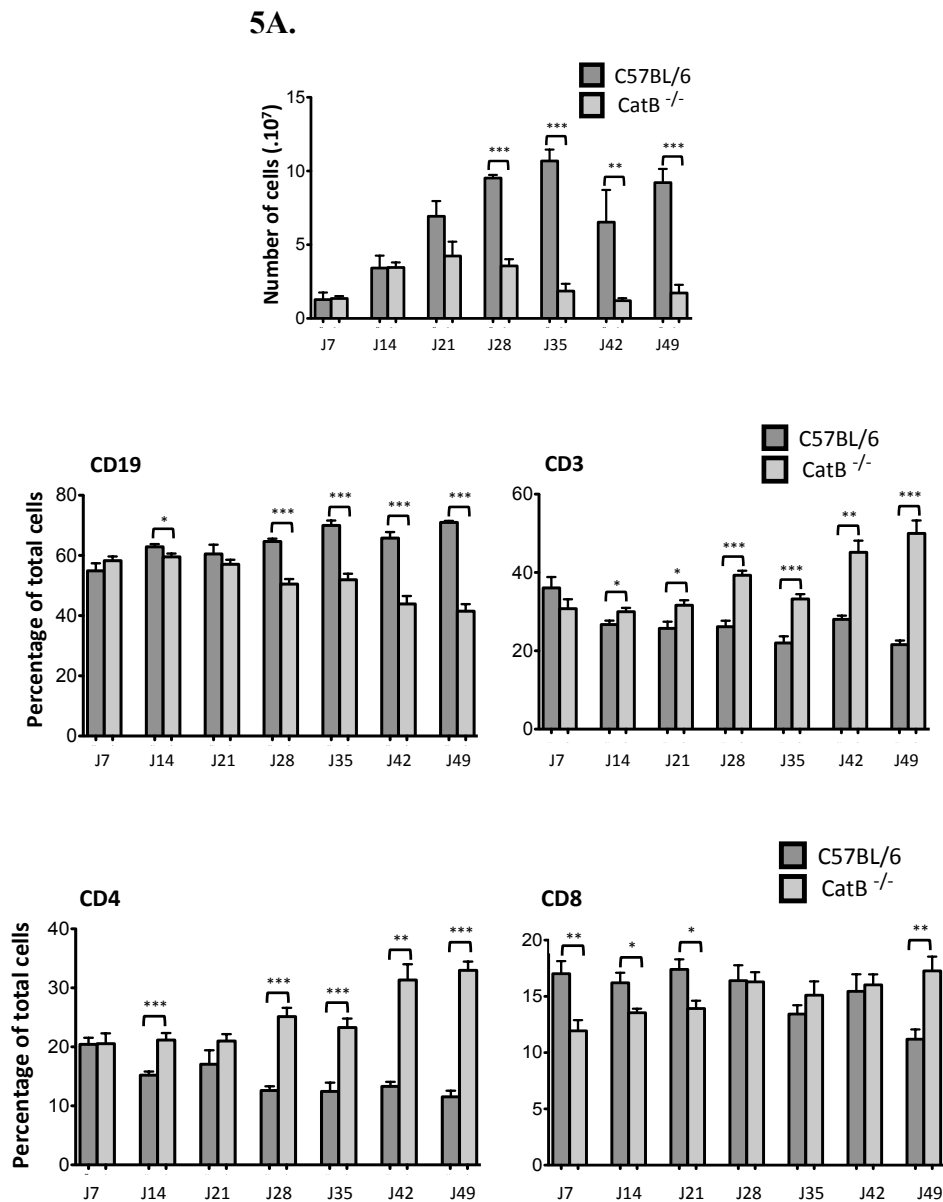 5A.
C57BL/6
CatB -/-
Number of cells (.10⁷)
15
10
5
0
***
***
**
***
J7 J14 J21 J28 J35 J42 J49
C57BL/6
CatB -/-
CD19
Percentage of total cells
80
60
40
20
0
*
***
***
***
***
J7 J14 J21 J28 J35 J42 J49
CD3
60
40
20
0
*
*
***
***
**
***
J7 J14 J21 J28 J35 J42 J49
C57BL/6
CatB -/-
CD4
Percentage of total cells
40
30
20
10
0
***
***
***
**
***
J7 J14 J21 J28 J35 J42 J49
CD8
20
15
10
5
0
**
*
*
**
J7 J14 J21 J28 J35 J42 J49